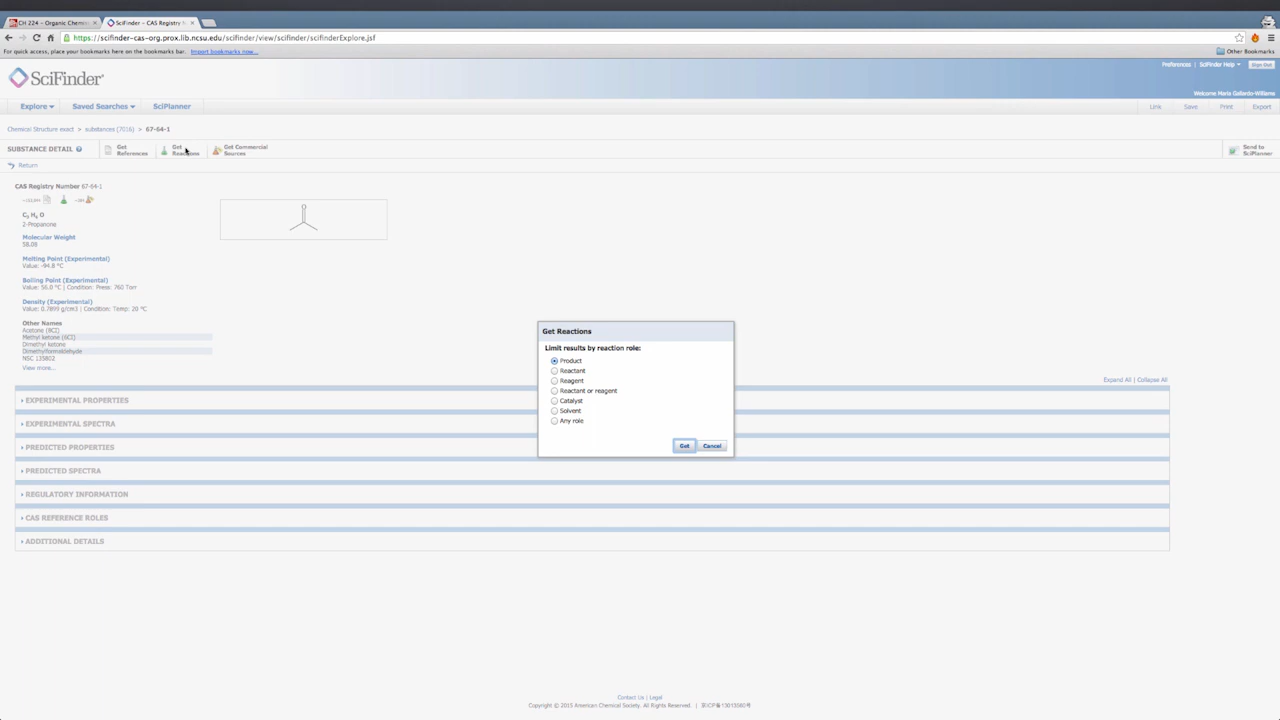 CH 224 - Organic Chemi
SciFinder - CAS Registry N
https://scifinder-cas-org.prox.lib.ncsu.edu/scifinder/view/scifinder/scifinderExplore.jsf
For quick access, place your bookmarks here on the bookmarks bar. Import bookmarks now...
Other Bookmarks
SciFinder
Preferences | SciFinder Help
Sign Out
Welcome Maria Gallardo-Williams
Explore
Saved Searches
SciPlanner
Link
Save
Print
Export
Chemical Structure exact > substances (7016) > 67-64-1
SUBSTANCE DETAIL
Get References
Get Reactions
Get Commercial Sources
Send to SciPlanner
Return
CAS Registry Number 67-64-1
C3 H6 O
2-Propanone
Molecular Weight
58.08
Melting Point (Experimental)
Value: -94.8 °C
Boiling Point (Experimental)
Value: 56.0 °C | Condition: Press: 760 Torr
Density (Experimental)
Value: 0.7899 g/cm3 | Condition: Temp: 20 °C
Other Names
Acetone (8CI)
Methyl ketone (6CI)
Dimethyl ketone
Dimethylformaldehyde
NSC 135802
View more...
O
Get Reactions
Limit results by reaction role:
Product
Reactant
Reagent
Reactant or reagent
Catalyst
Solvent
Any role
Get
Cancel
Expand All | Collapse All
EXPERIMENTAL PROPERTIES
EXPERIMENTAL SPECTRA
PREDICTED PROPERTIES
PREDICTED SPECTRA
REGULATORY INFORMATION
CAS REFERENCE ROLES
ADDITIONAL DETAILS
Contact Us | Legal
Copyright © 2015 American Chemical Society. All Rights Reserved. |